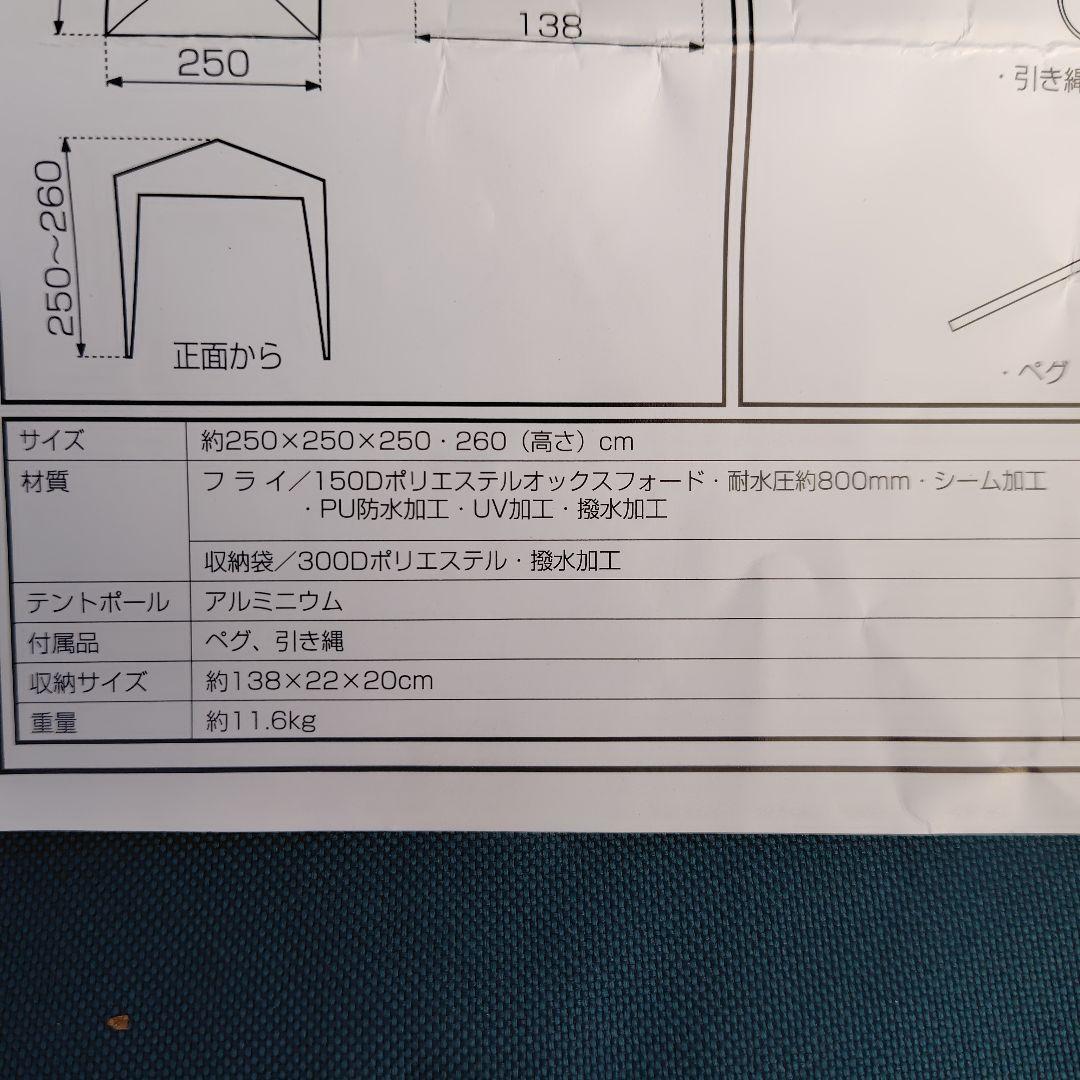 138
250
・引き縄
250〜260
正面から
・ペグ
サイズ 約250×250×250・260（高さ）cm
材質 フライ／150Dポリエステルオックスフォード・耐水圧約800mm・シーム加工
・PU防水加工・UV加工・撥水加工
収納袋／300Dポリエステル・撥水加工
テントポール アルミニウム
付属品 ペグ、引き縄
収納サイズ 約138×22×20cm
重量 約11.6kg